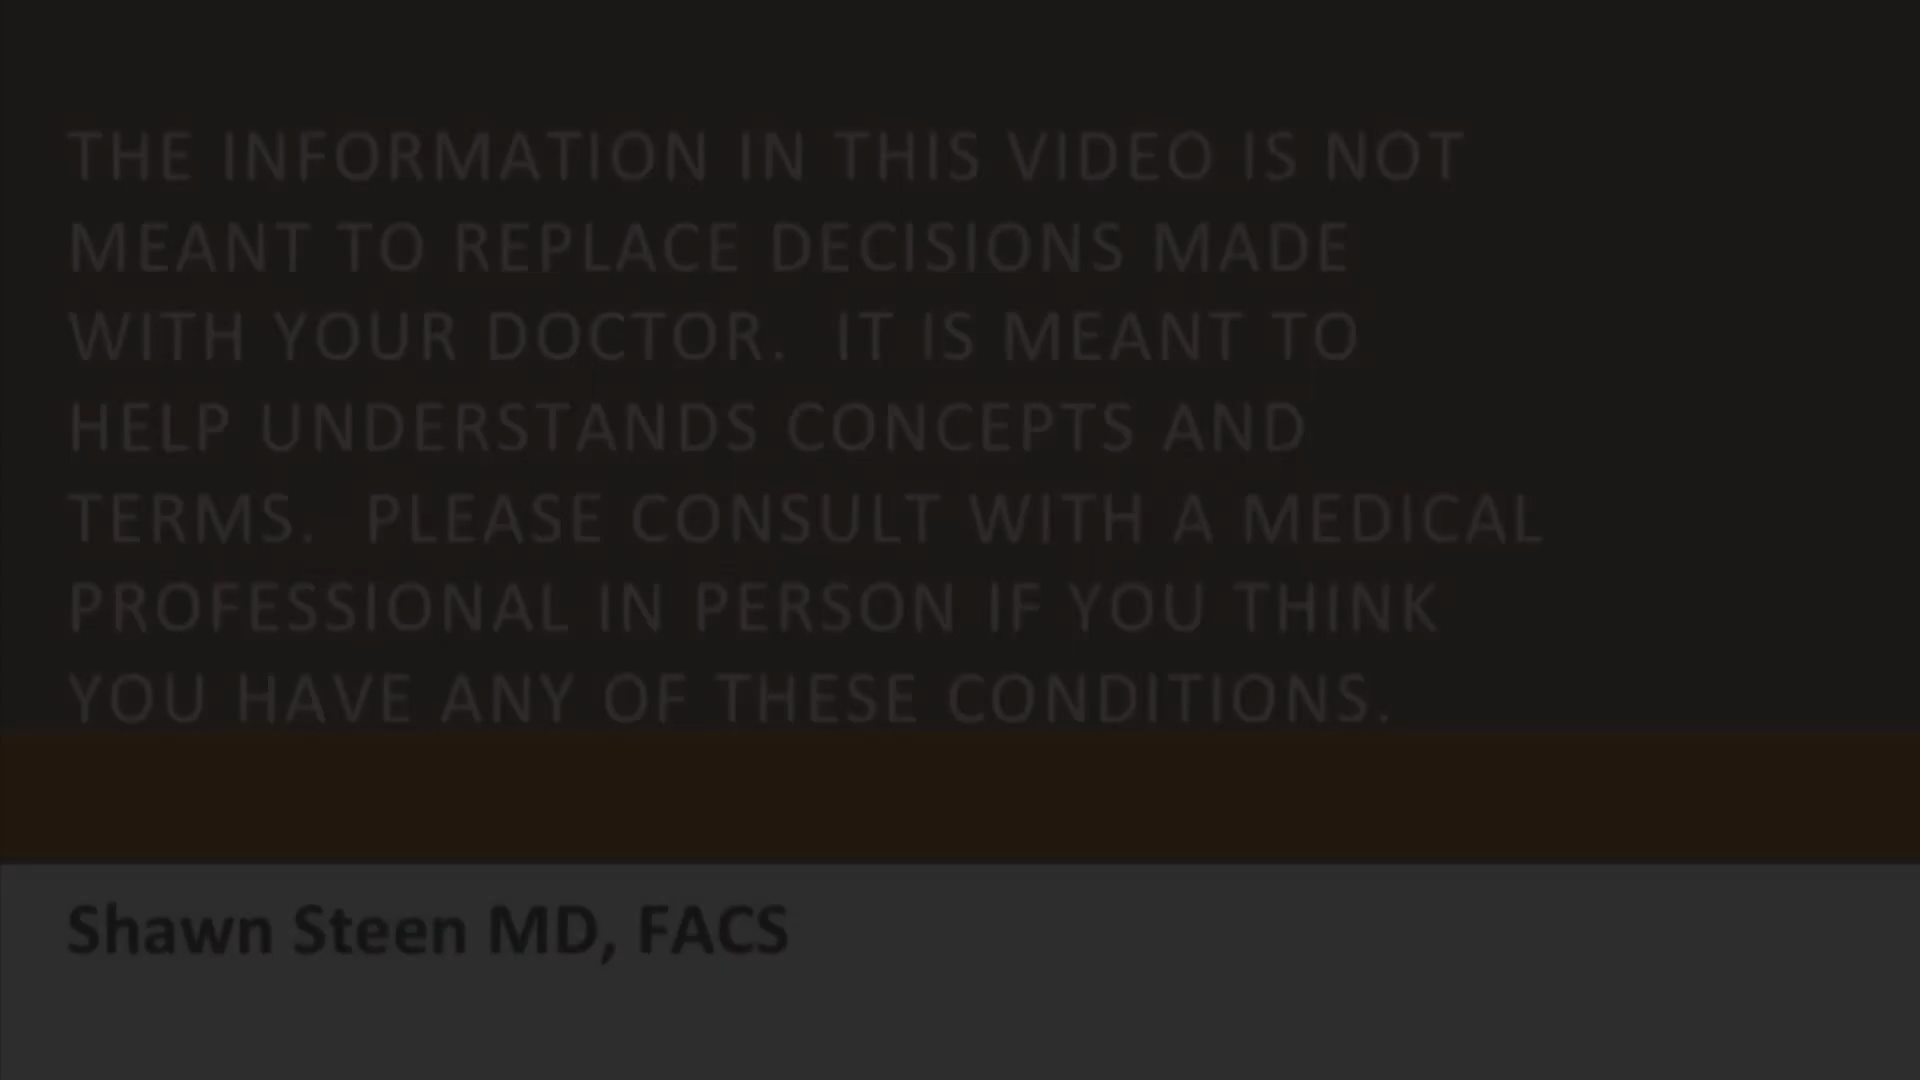 THE INFORMATION IN THIS VIDEO IS NOT
MEANT TO REPLACE DECISIONS MADE
WITH YOUR DOCTOR. IT IS MEANT TO
HELP UNDERSTANDS CONCEPTS AND
TERMS. PLEASE CONSULT WITH A MEDICAL
PROFESSIONAL IN PERSON IF YOU THINK
YOU HAVE ANY OF THESE CONDITIONS.
Shawn Steen MD, FACS